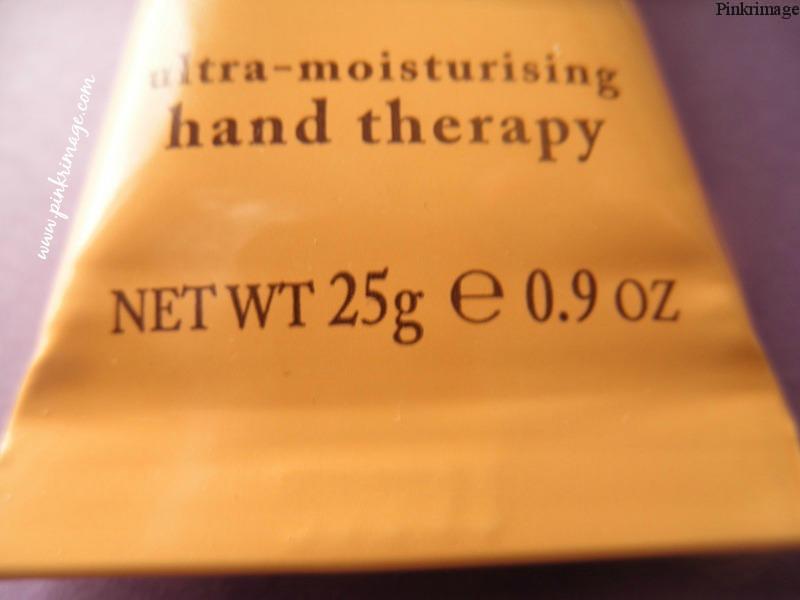 Pinkrimage
ultra-moisturising
hand therapy
www.pinkrimage.com
NET WT 25g ℮ 0.9 OZ